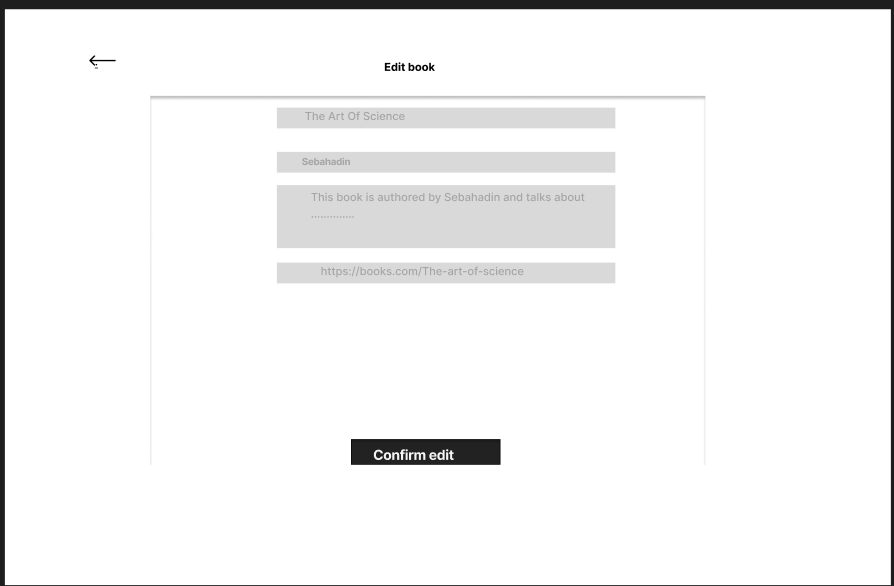 Edit book
The Art Of Science
Sebahadin
This book is authored by Sebahadin and talks about
..............
https://books.com/The-art-of-science
Confirm edit